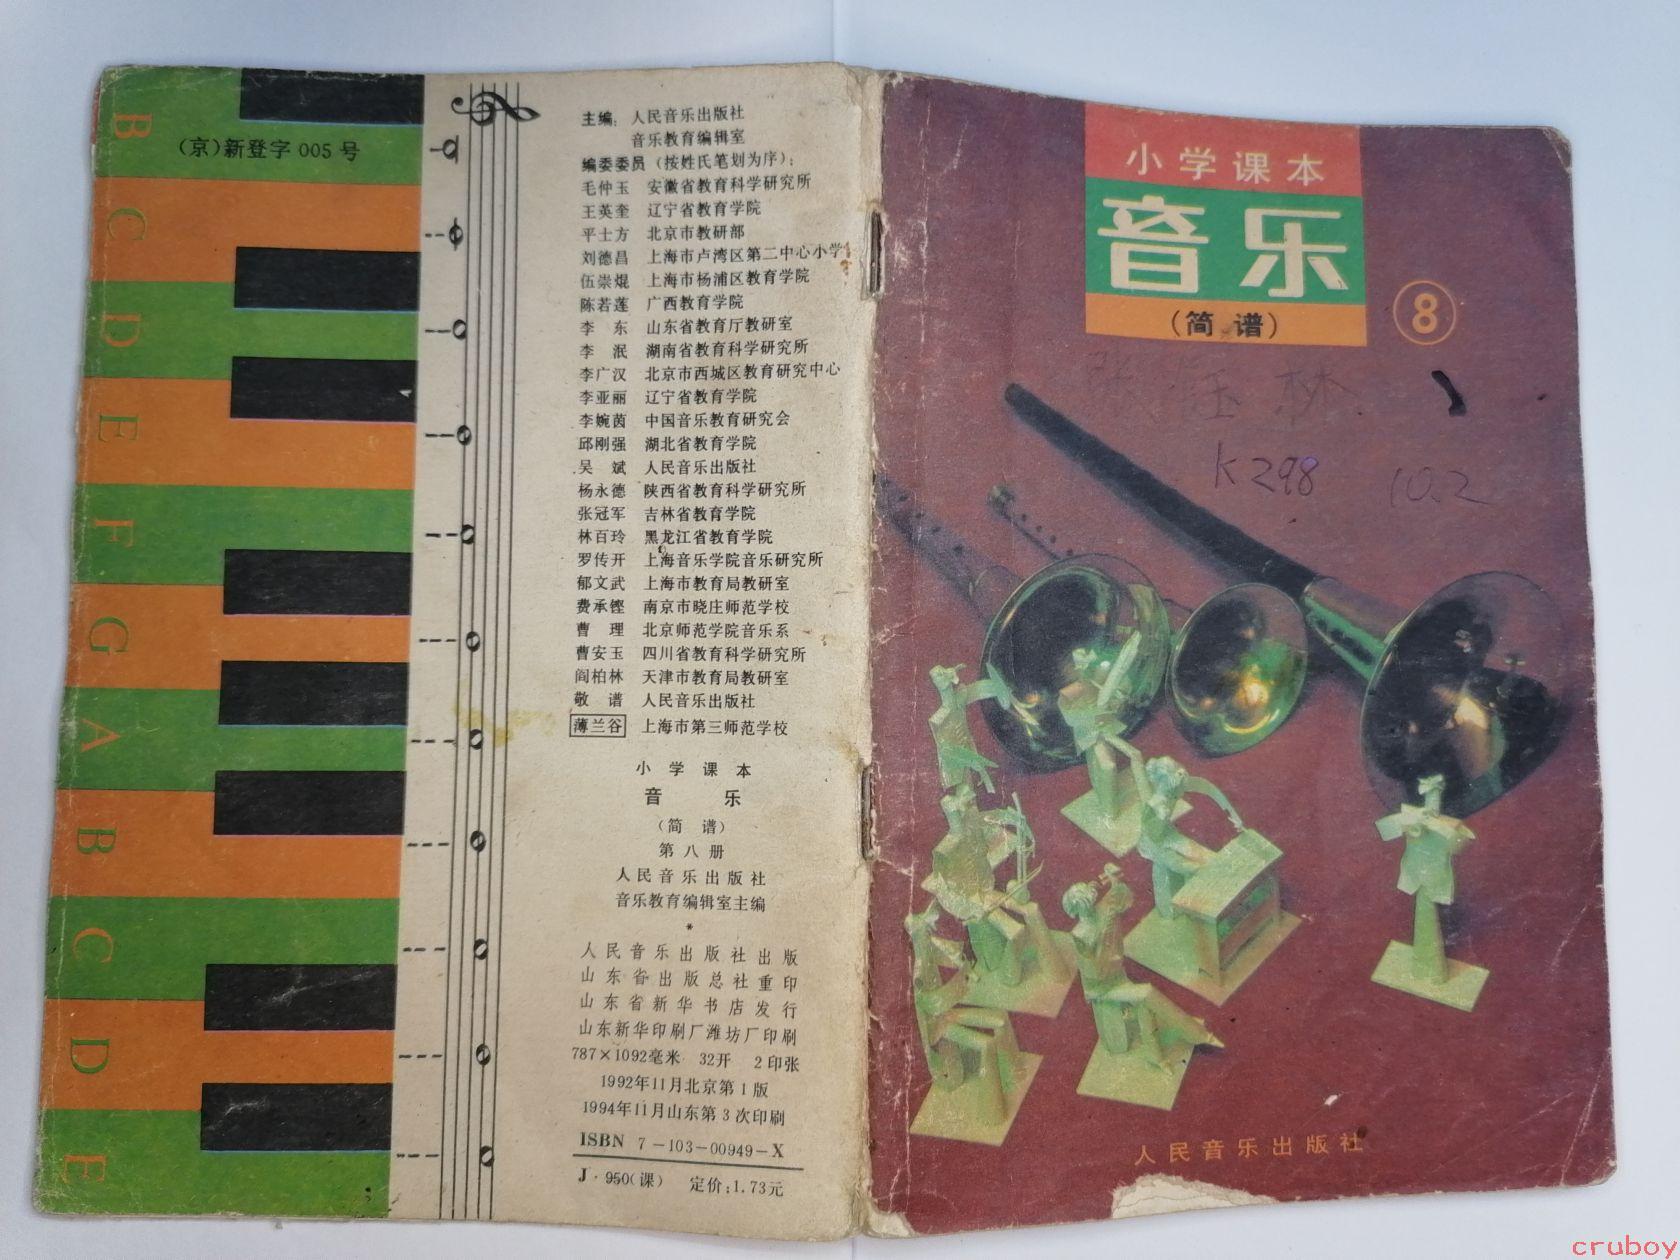 B
C
D
E
F
G
A
B
C
D
E
(京)新登字 005 号
主编: 人民音乐出版社
音乐教育编辑室
编委委员(按姓氏笔划为序):
毛仲玉 安徽省教育科学研究所
王英奎 辽宁省教育学院
平士方 北京市教研部
刘德昌 上海市卢湾区第二中心小学
伍崇焜 上海市杨浦区教育学院
陈若莲 广西教育学院
李 东 山东省教育厅教研室
李 泯 湖南省教育科学研究所
李广汉 北京市西城区教育研究中心
李亚丽 辽宁省教育学院
李婉茵 中国音乐教育研究会
邱刚强 湖北省教育学院
吴 斌 人民音乐出版社
杨永德 陕西省教育科学研究所
张冠军 吉林省教育学院
林百玲 黑龙江省教育学院
罗传开 上海音乐学院音乐研究所
郁文武 上海市教育局教研室
费承铿 南京市晓庄师范学校
曹 理 北京师范学院音乐系
曹安玉 四川省教育科学研究所
阎柏林 天津市教育局教研室
敬 谱 人民音乐出版社
薄兰谷 上海市第三师范学校
小学课本
音 乐
(简 谱)
第八册
人民音乐出版社
音乐教育编辑室主编
*
人民音乐出版社出版
山东省出版总社重印
山东省新华书店发行
山东新华印刷厂潍坊厂印刷
787×1092毫米 32开 2印张
1992年11月北京第1版
1994年11月山东第3次印刷
ISBN 7-103-00949-X
J·950(课) 定价:1.73元
小学课本
音乐
(简 谱)
⑧
玉林
K298 10.2
人民音乐出版社
cruboy